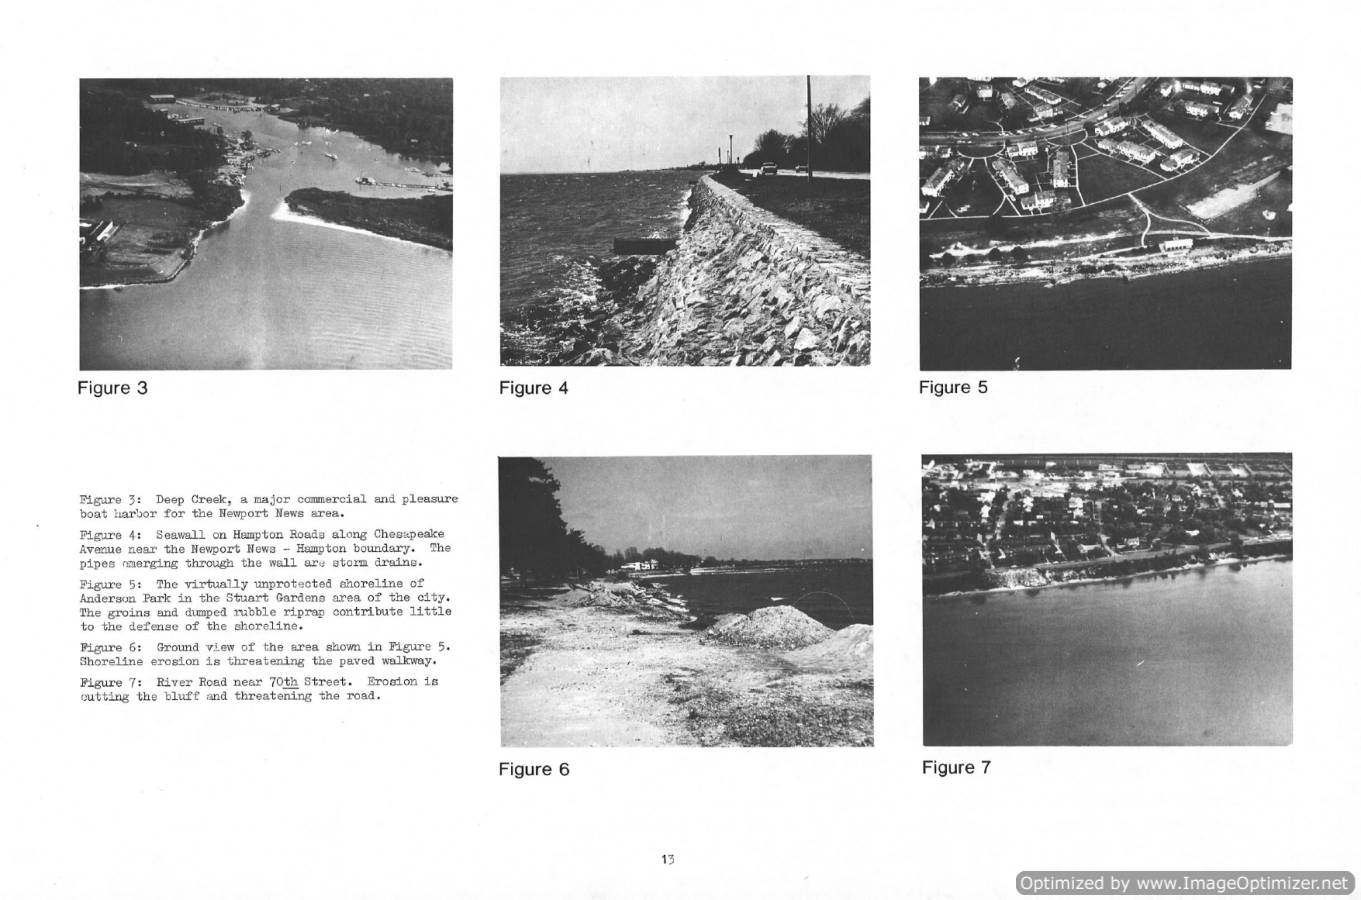 Figure 3
Figure 4
Figure 5
Figure 3: Deep Creek, a major commercial and pleasure
boat harbor for the Newport News area.
Figure 4: Seawall on Hampton Roads along Chesapeake
Avenue near the Newport News - Hampton boundary. The
pipes emerging through the wall are storm drains.
Figure 5: The virtually unprotected shoreline of
Anderson Park in the Stuart Gardens area of the city.
The groins and dumped rubble riprap contribute little
to the defense of the shoreline.
Figure 6: Ground view of the area shown in Figure 5.
Shoreline erosion is threatening the paved walkway.
Figure 7: River Road near 70th Street. Erosion is
cutting the bluff and threatening the road.
Figure 6
Figure 7
13
Optimized by www.ImageOptimizer.net